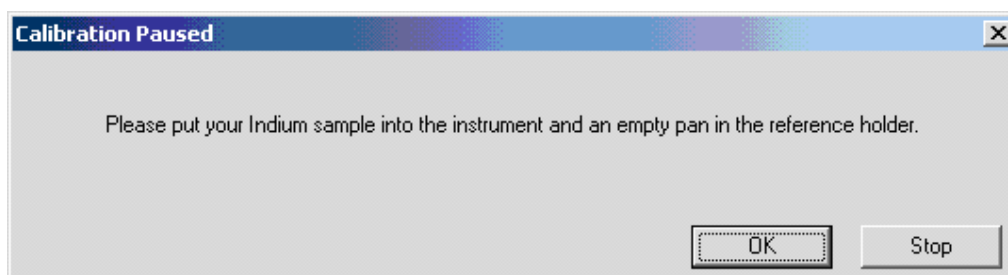 Calibration Paused
Please put your Indium sample into the instrument and an empty pan in the reference holder.
OK
Stop